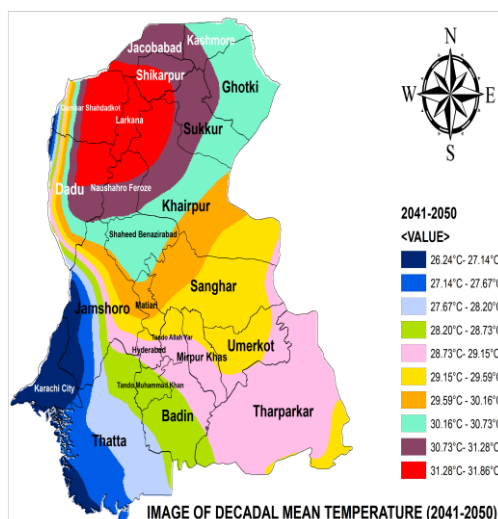 Jacobabad
Kashmore
N
Shikarpur
Ghotki
Kambar Shahdadkot
Larkana
W
E
Sukkur
S
Dadu
Naushahro Feroze
Khairpur
2041-2050
<VALUE>
Shaheed Benazirabad
26.24°C- 27.14°C
Sanghar
27.14°C- 27.67°C
Matiari
27.67°C- 28.20°C
Jamshoro
28.20°C- 28.73°C
Tando Allah Yar
Hyderabad
Umerkot
28.73°C- 29.15°C
Mirpur Khas
29.15°C- 29.59°C
Karachi City
Tando Muhammad Khan
29.59°C- 30.16°C
Badin
Tharparkar
30.16°C- 30.73°C
Thatta
30.73°C- 31.28°C
31.28°C- 31.86°C
IMAGE OF DECADAL MEAN TEMPERATURE (2041-2050)